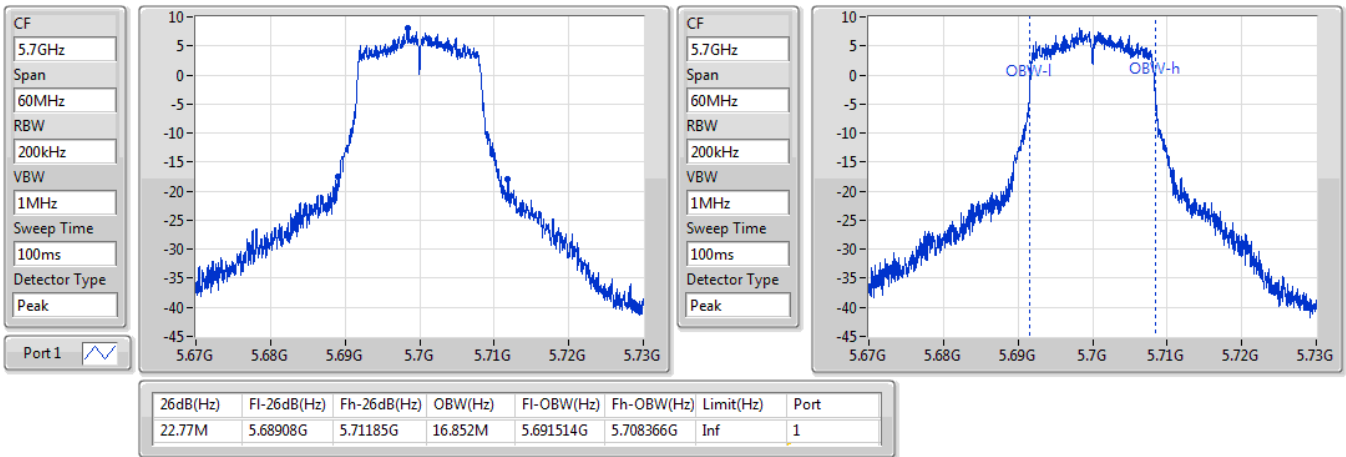 CF
5.7GHz
Span
60MHz
RBW
200kHz
VBW
1MHz
Sweep Time
100ms
Detector Type
Peak
Port 1
10
5
0
-5
-10
-15
-20
-25
-30
-35
-40
-45
5.67G 5.68G 5.69G 5.7G 5.71G 5.72G 5.73G
CF
5.7GHz
Span
60MHz
RBW
200kHz
VBW
1MHz
Sweep Time
100ms
Detector Type
Peak
10
5
0
-5
-10
-15
-20
-25
-30
-35
-40
-45
OBW-l OBW-h
5.67G 5.68G 5.69G 5.7G 5.71G 5.72G 5.73G
26dB(Hz) Fl-26dB(Hz) Fh-26dB(Hz) OBW(Hz) Fl-OBW(Hz) Fh-OBW(Hz) Limit(Hz) Port
22.77M 5.68908G 5.71185G 16.852M 5.691514G 5.708366G Inf 1